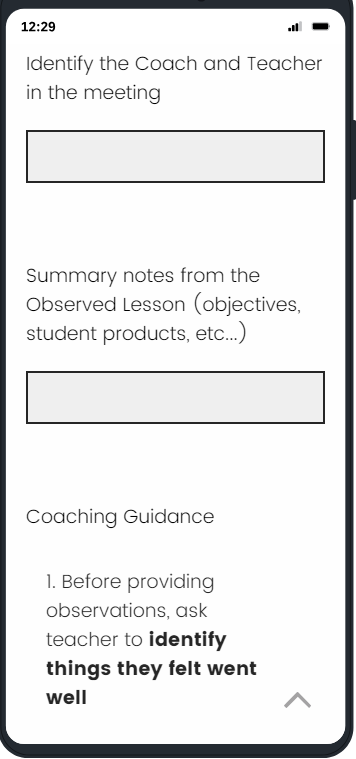 12:29
Identify the Coach and Teacher
in the meeting
Summary notes from the
Observed Lesson (objectives,
student products, etc...)
Coaching Guidance
1. Before providing
observations, ask
teacher to identify
things they felt went
well